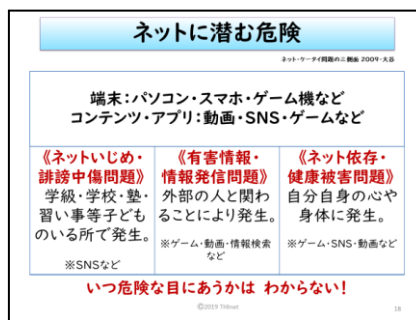 ネットに潜む危険
ネット・ケータイ問題の三側面 2009・大谷
端末:パソコン・スマホ・ゲーム機など
コンテンツ・アプリ:動画・SNS・ゲームなど
《ネットいじめ・
誹謗中傷問題》
学級・学校・塾・
習い事等子ども
のいる所で発生。
※SNSなど
《有害情報・
情報発信問題》
外部の人と関わ
ることにより発生。
※ゲーム・動画・情報検索
など
《ネット依存・
健康被害問題》
自分自身の心や
身体に発生。
※ゲーム・SNS・動画など
いつ危険な目にあうかは わからない!
©2019 THInet
18